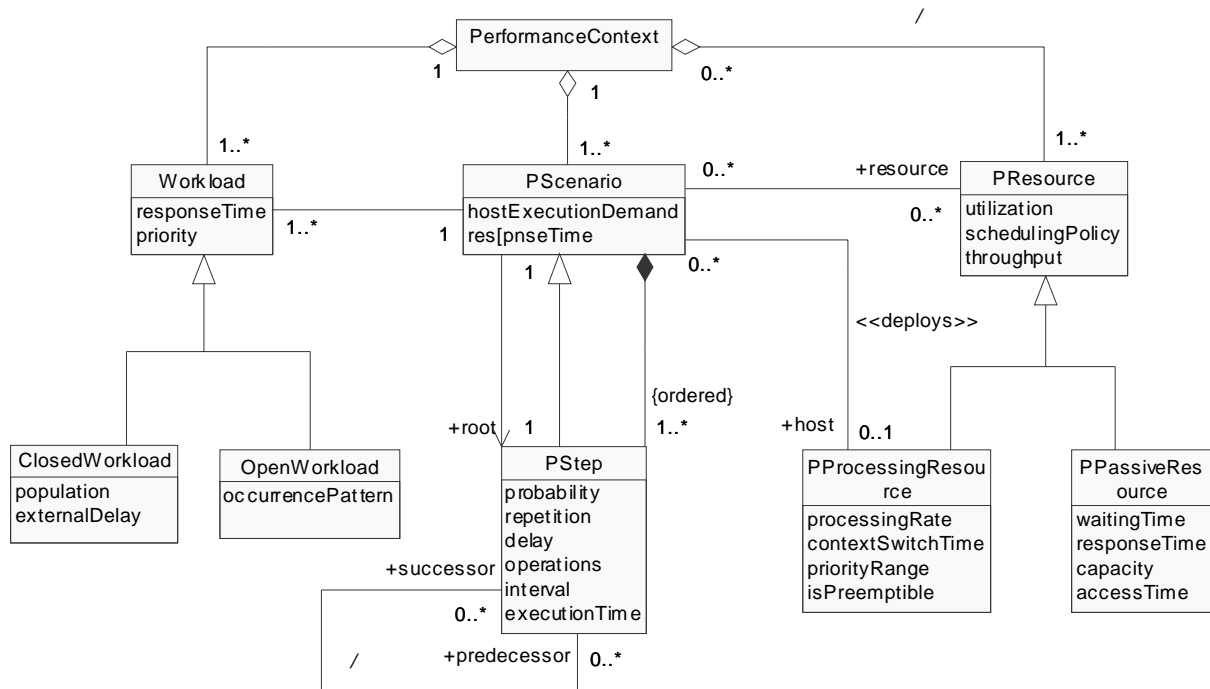 /
PerformanceContext
1
1
0..*
1..*
1..*
1..*
Workload
responseTime
priority
PScenario
hostExecutionDemand
res[pnseTime
0..*
+resource
0..*
PResource
utilization
schedulingPolicy
throughput
1..*
1
1
0..*
<<deploys>>
{ordered}
+root
1
1..*
+host
0..1
ClosedWorkload
population
externalDelay
OpenWorkload
occurrencePattern
PStep
probability
repetition
delay
operations
interval
executionTime
PProcessingResou
rce
processingRate
contextSwitchTime
priorityRange
isPreemptible
PPassiveRes
ource
waitingTime
responseTime
capacity
accessTime
+successor
0..*
/
+predecessor
0..*